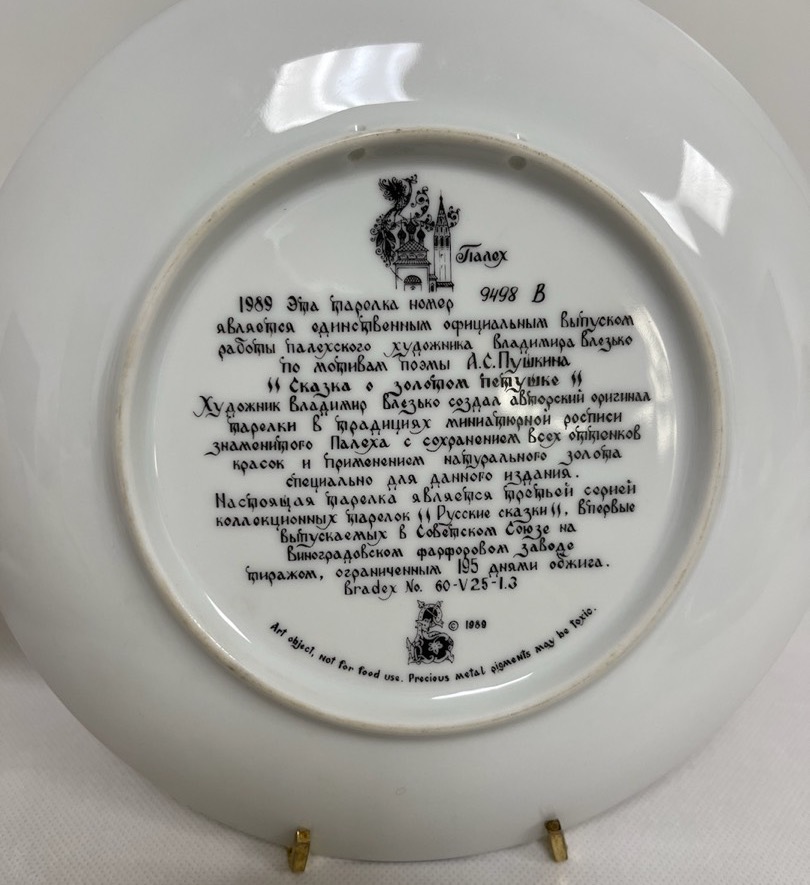 Палех
1989 Эта тарелка номер 9498 В
является единственным официальным выпуском
работы палехского художника Владимира Влезько
по мотивам поэмы А.С.Пушкина
"Сказка о золотом петушке"
Художник Владимир Влезько создал авторский оригинал
тарелки в традициях миниатюрной росписи
знаменитого Палеха с сохранением всех оттенков
красок и применением натурального золота
специально для данного издания.
Настоящая тарелка является третьей серией
коллекционных тарелок "Русские сказки", впервые
выпускаемых в Советском Союзе на
Виноградовском фарфоровом заводе
тиражом, ограниченным 195 днями обжига.
Bradex No. 60-V25-1.3
© 1989
Art object, not for food use. Precious metal pigments may be toxic.